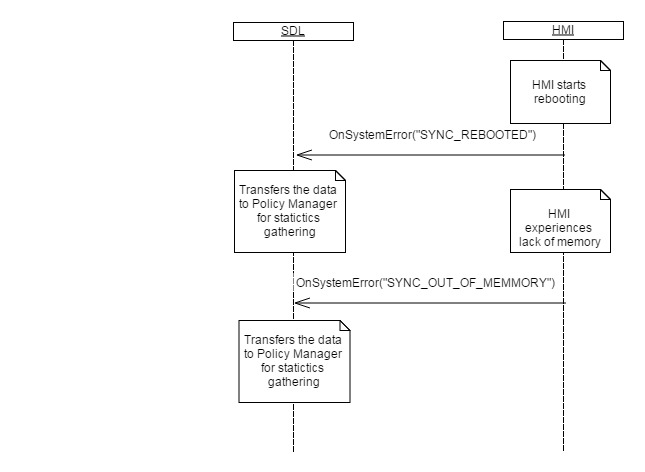 SDL
HMI
HMI starts
rebooting
OnSystemError("SYNC_REBOOTED")
Transfers the data
to Policy Manager
for statictics
gathering
HMI
experiences
lack of memory
OnSystemError("SYNC_OUT_OF_MEMMORY")
Transfers the data
to Policy Manager
for statictics
gathering